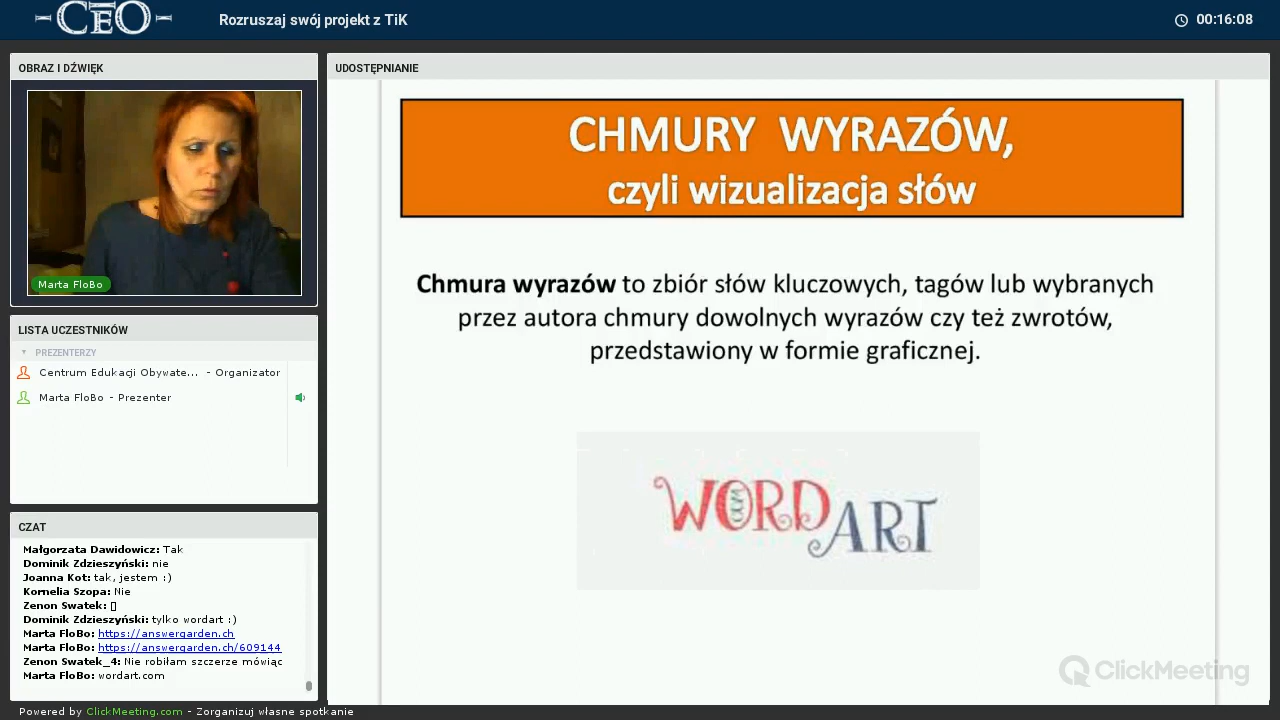 CEO
Rozruszaj swój projekt z TiK
00:16:08
OBRAZ I DŹWIĘK
Marta FloBo
LISTA UCZESTNIKÓW
PREZENTERZY
Centrum Edukacji Obywate... - Organizator
Marta FloBo - Prezenter
CZAT
Małgorzata Dawidowicz: Tak
Dominik Zdzieszyński: nie
Joanna Kot: tak, jestem :)
Kornelia Szopa: Nie
Zenon Swatek:
Dominik Zdzieszyński: tylko wordart :)
Marta FloBo: https://answergarden.ch
Marta FloBo: https://answergarden.ch/609144
Zenon Swatek_4: Nie robiłam szczerze mówiąc
Marta FloBo: wordart.com
Powered by ClickMeeting.com - Zorganizuj własne spotkanie
UDOSTĘPNIANIE
CHMURY WYRAZÓW,
czyli wizualizacja słów
Chmura wyrazów to zbiór słów kluczowych, tagów lub wybranych
przez autora chmury dowolnych wyrazów czy też zwrotów,
przedstawiony w formie graficznej.
WORD ART
.COM
ClickMeeting